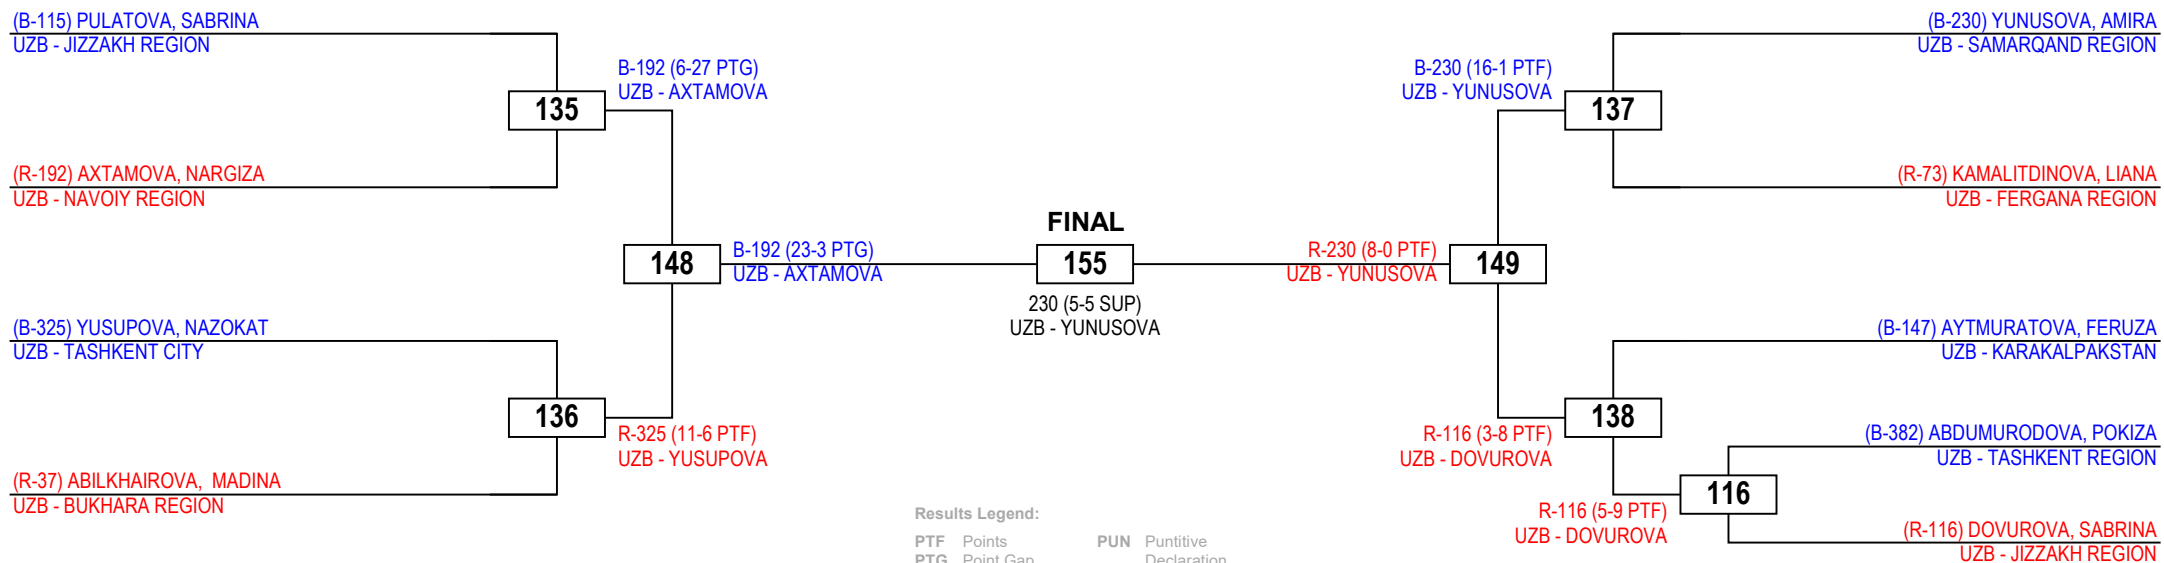 (B-115) PULATOVA, SABRINA
UZB - JIZZAKH REGION
B-192 (6-27 PTG)
UZB - AXTAMOVA
135
(R-192) AXTAMOVA, NARGIZA
UZB - NAVOIY REGION
148
B-192 (23-3 PTG)
UZB - AXTAMOVA
(B-325) YUSUPOVA, NAZOKAT
UZB - TASHKENT CITY
136
R-325 (11-6 PTF)
UZB - YUSUPOVA
(R-37) ABILKHAIROVA,  MADINA
UZB - BUKHARA REGION
FINAL
155
230 (5-5 SUP)
UZB - YUNUSOVA
(B-230) YUNUSOVA, AMIRA
UZB - SAMARQAND REGION
B-230 (16-1 PTF)
UZB - YUNUSOVA
137
(R-73) KAMALITDINOVA, LIANA
UZB - FERGANA REGION
R-230 (8-0 PTF)
UZB - YUNUSOVA
149
(B-147) AYTMURATOVA, FERUZA
UZB - KARAKALPAKSTAN
138
R-116 (3-8 PTF)
UZB - DOVUROVA
(B-382) ABDUMURODOVA, POKIZA
UZB - TASHKENT REGION
116
R-116 (5-9 PTF)
UZB - DOVUROVA
(R-116) DOVUROVA, SABRINA
UZB - JIZZAKH REGION
Results Legend:
PTF Points PUN Puntitive
PTG Point Gap Declaration